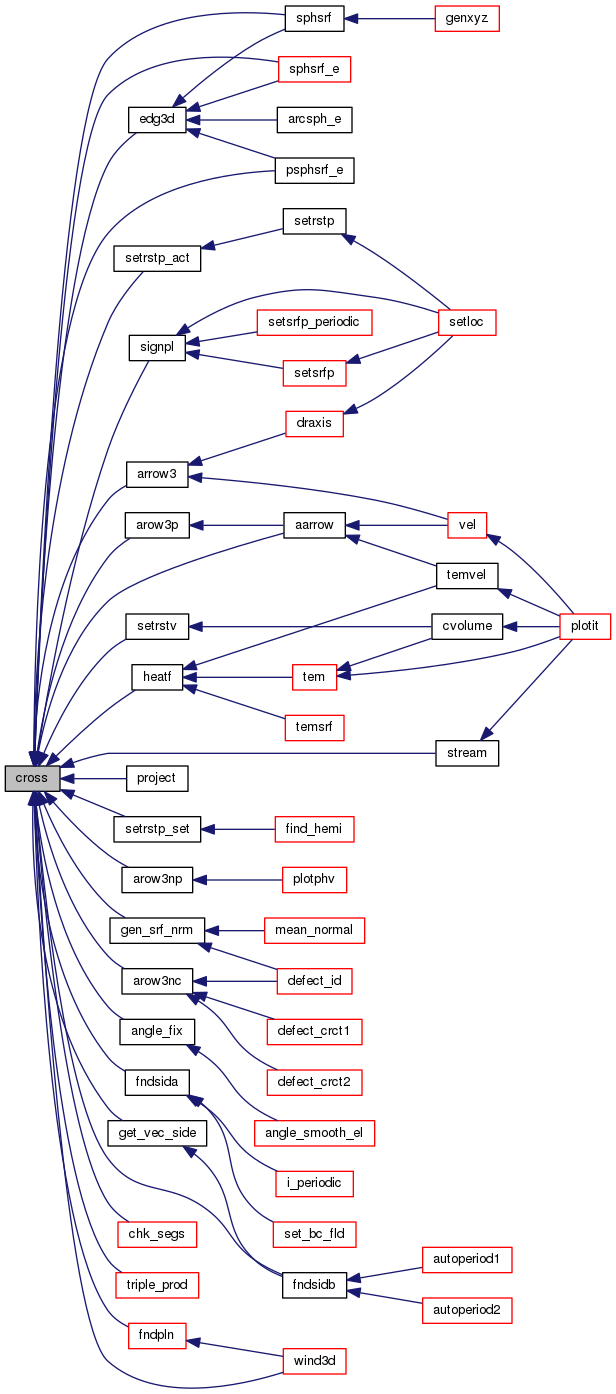 sphsrf
genxyz
sphsrf_e
edg3d
arcsph_e
psphsrf_e
setrstp
setrstp_act
setsrfp_periodic
setloc
signpl
setsrfp
draxis
arrow3
arow3p
aarrow
vel
temvel
setrstv
cvolume
plotit
heatf
tem
temsrf
stream
cross
project
setrstp_set
find_hemi
arow3np
plotphv
gen_srf_nrm
mean_normal
arow3nc
defect_id
angle_fix
defect_crct1
fndsida
defect_crct2
get_vec_side
angle_smooth_el
i_periodic
chk_segs
set_bc_fld
triple_prod
fndsidb
autoperiod1
autoperiod2
fndpln
wind3d